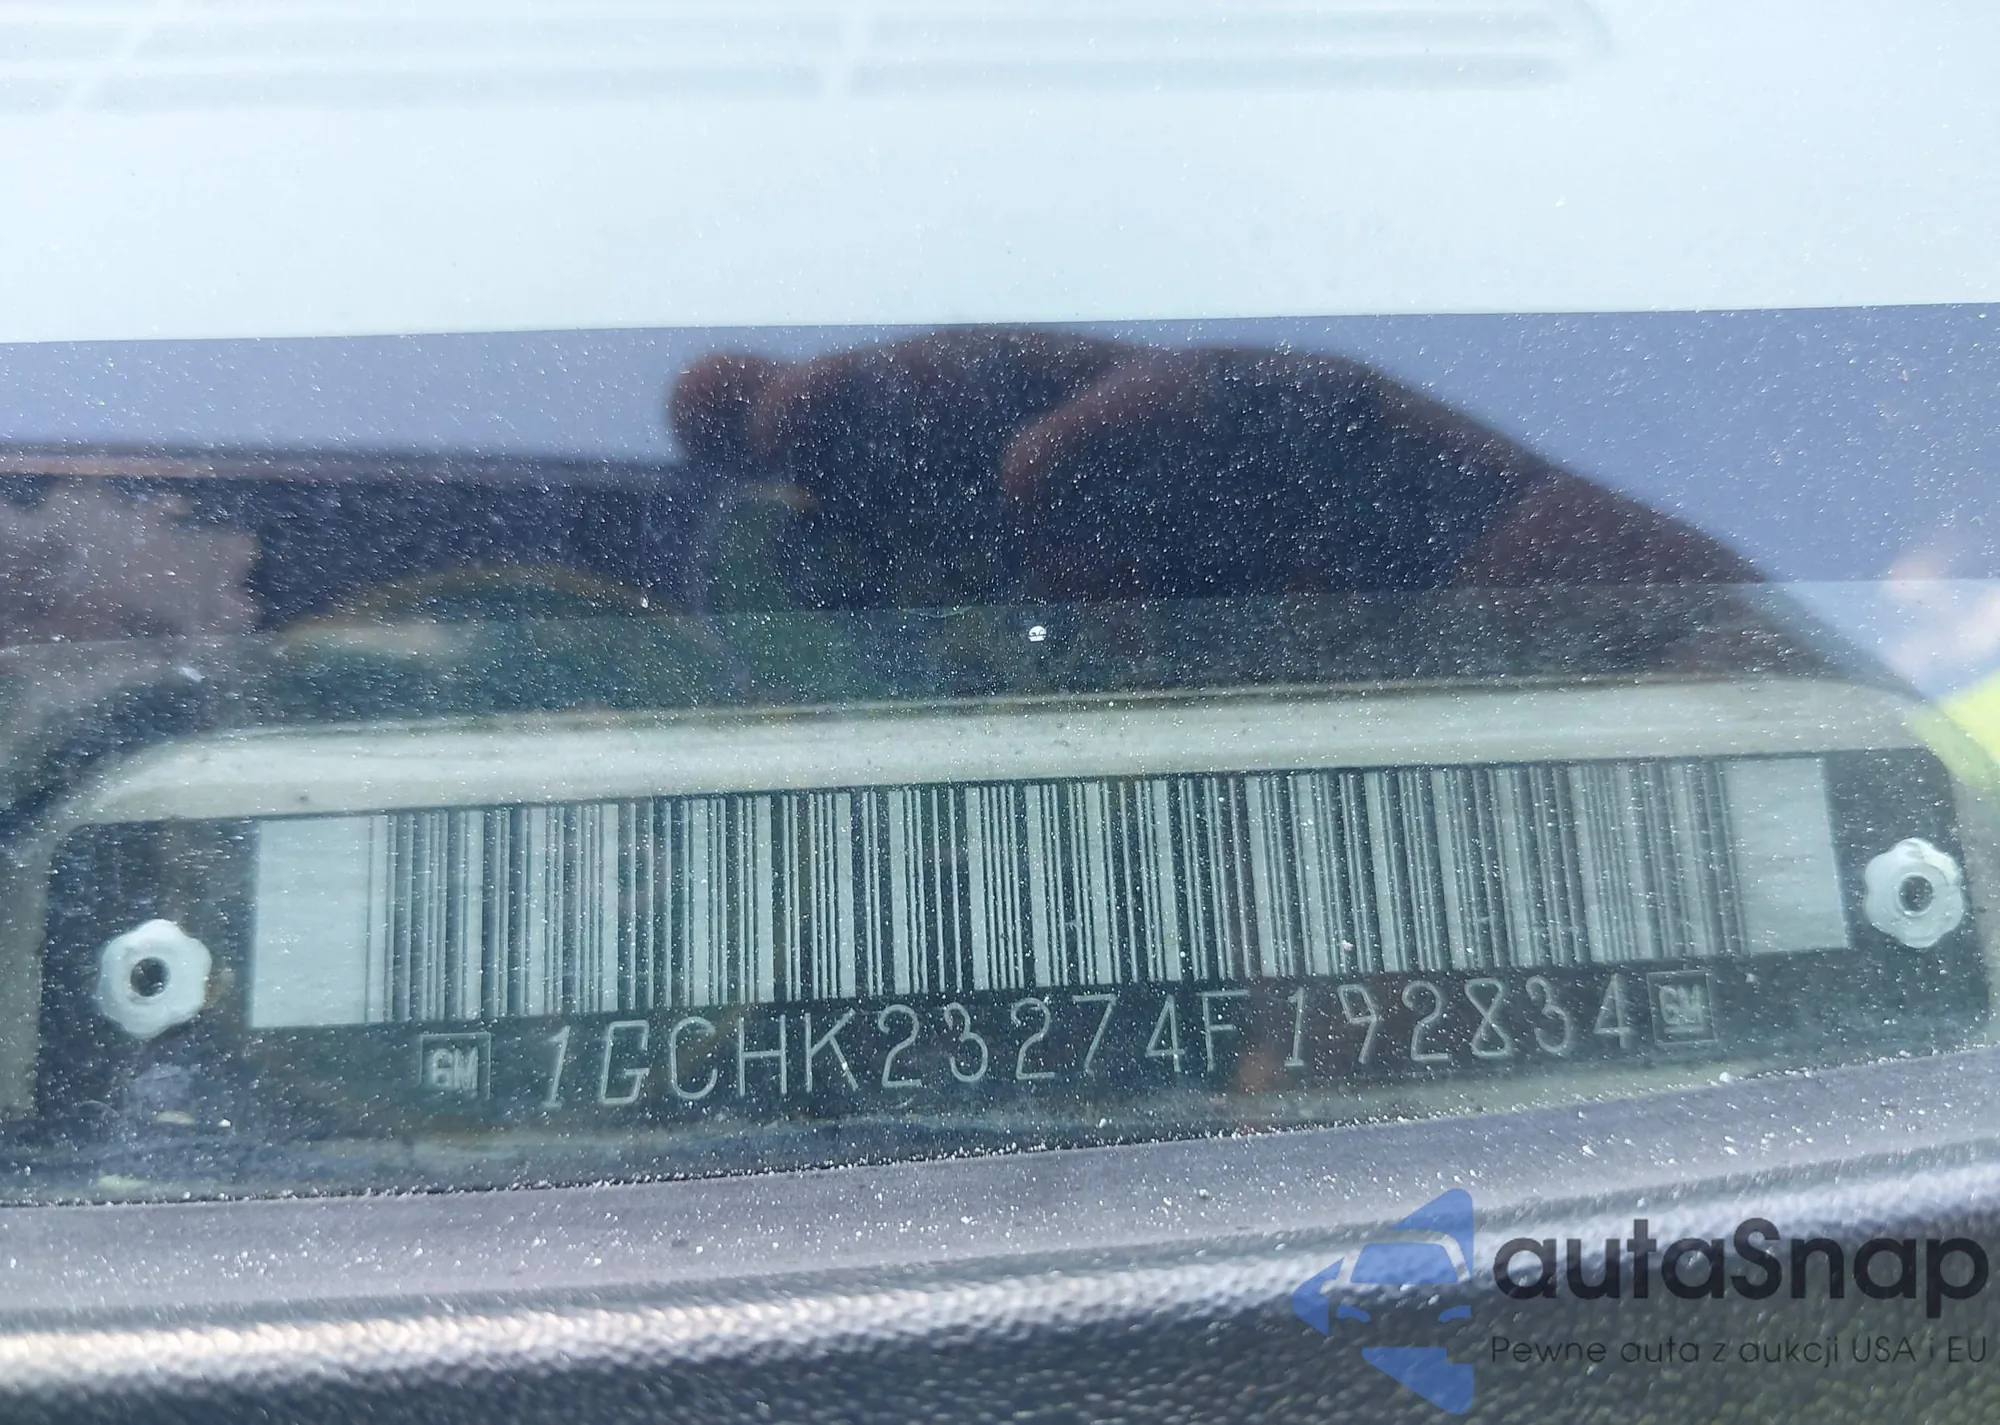 GM 1GCHK23274F192834 GM
autaSnap
Pewne auta z aukcji USA i EU